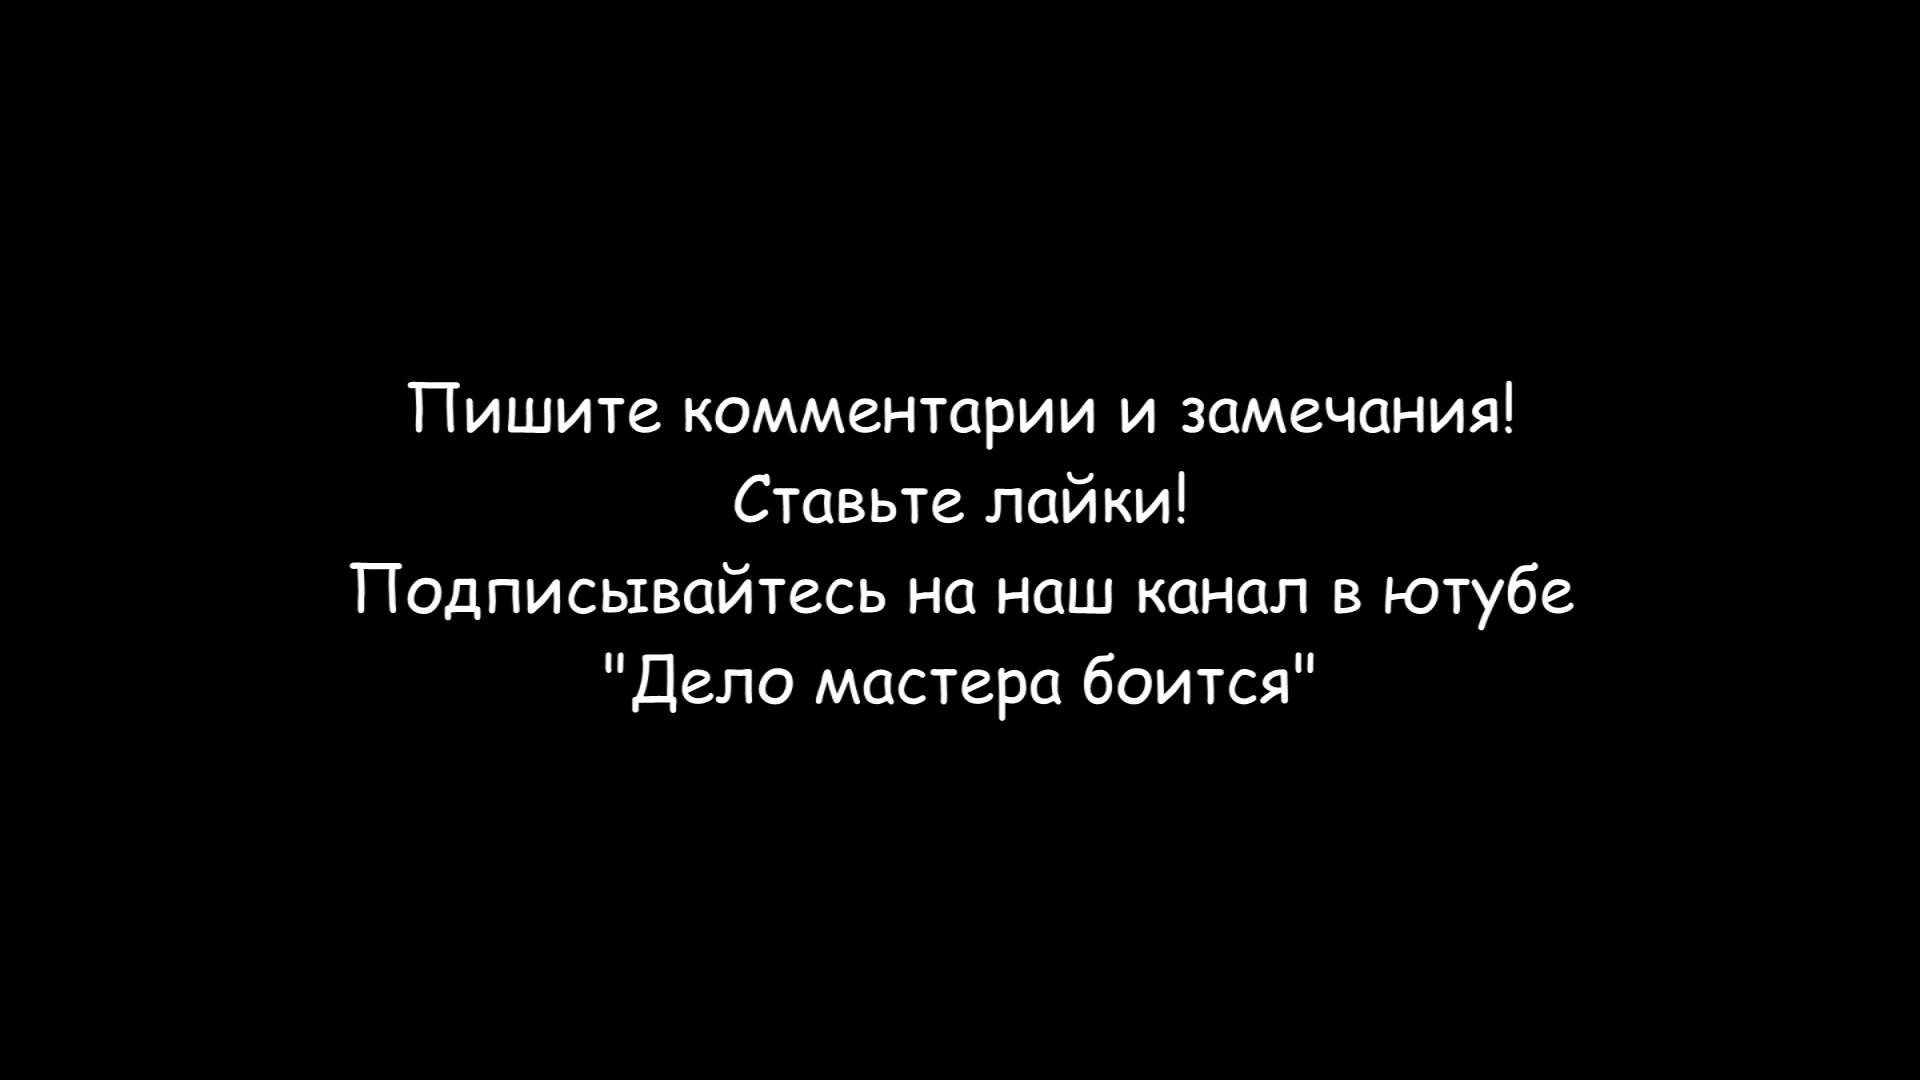 Пишите комментарии и замечания!
Ставьте лайки!
Подписывайтесь на наш канал в ютубе
"Дело мастера боится"